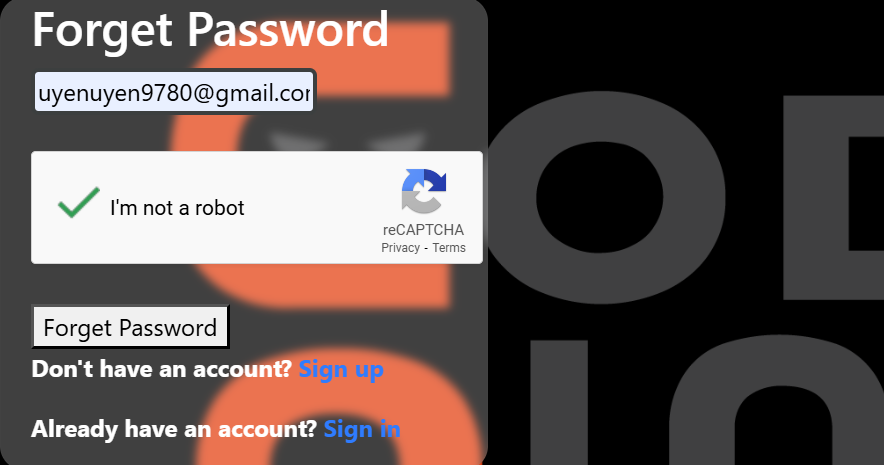 Forget Password
uyenuyen9780@gmail.com
I'm not a robot
reCAPTCHA
Privacy - Terms
Forget Password
Don't have an account? Sign up
Already have an account? Sign in